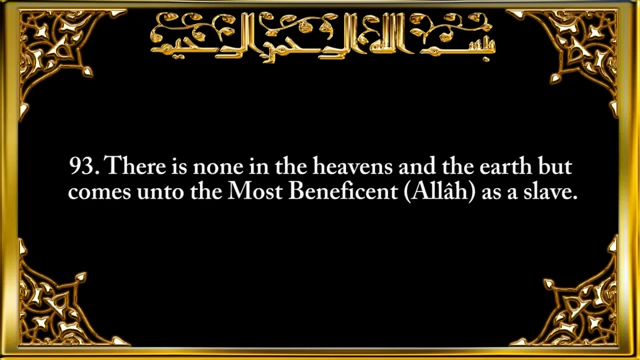 بسم الله الرحمن الرحيم
93. There is none in the heavens and the earth but
comes unto the Most Beneficent (Allâh) as a slave.